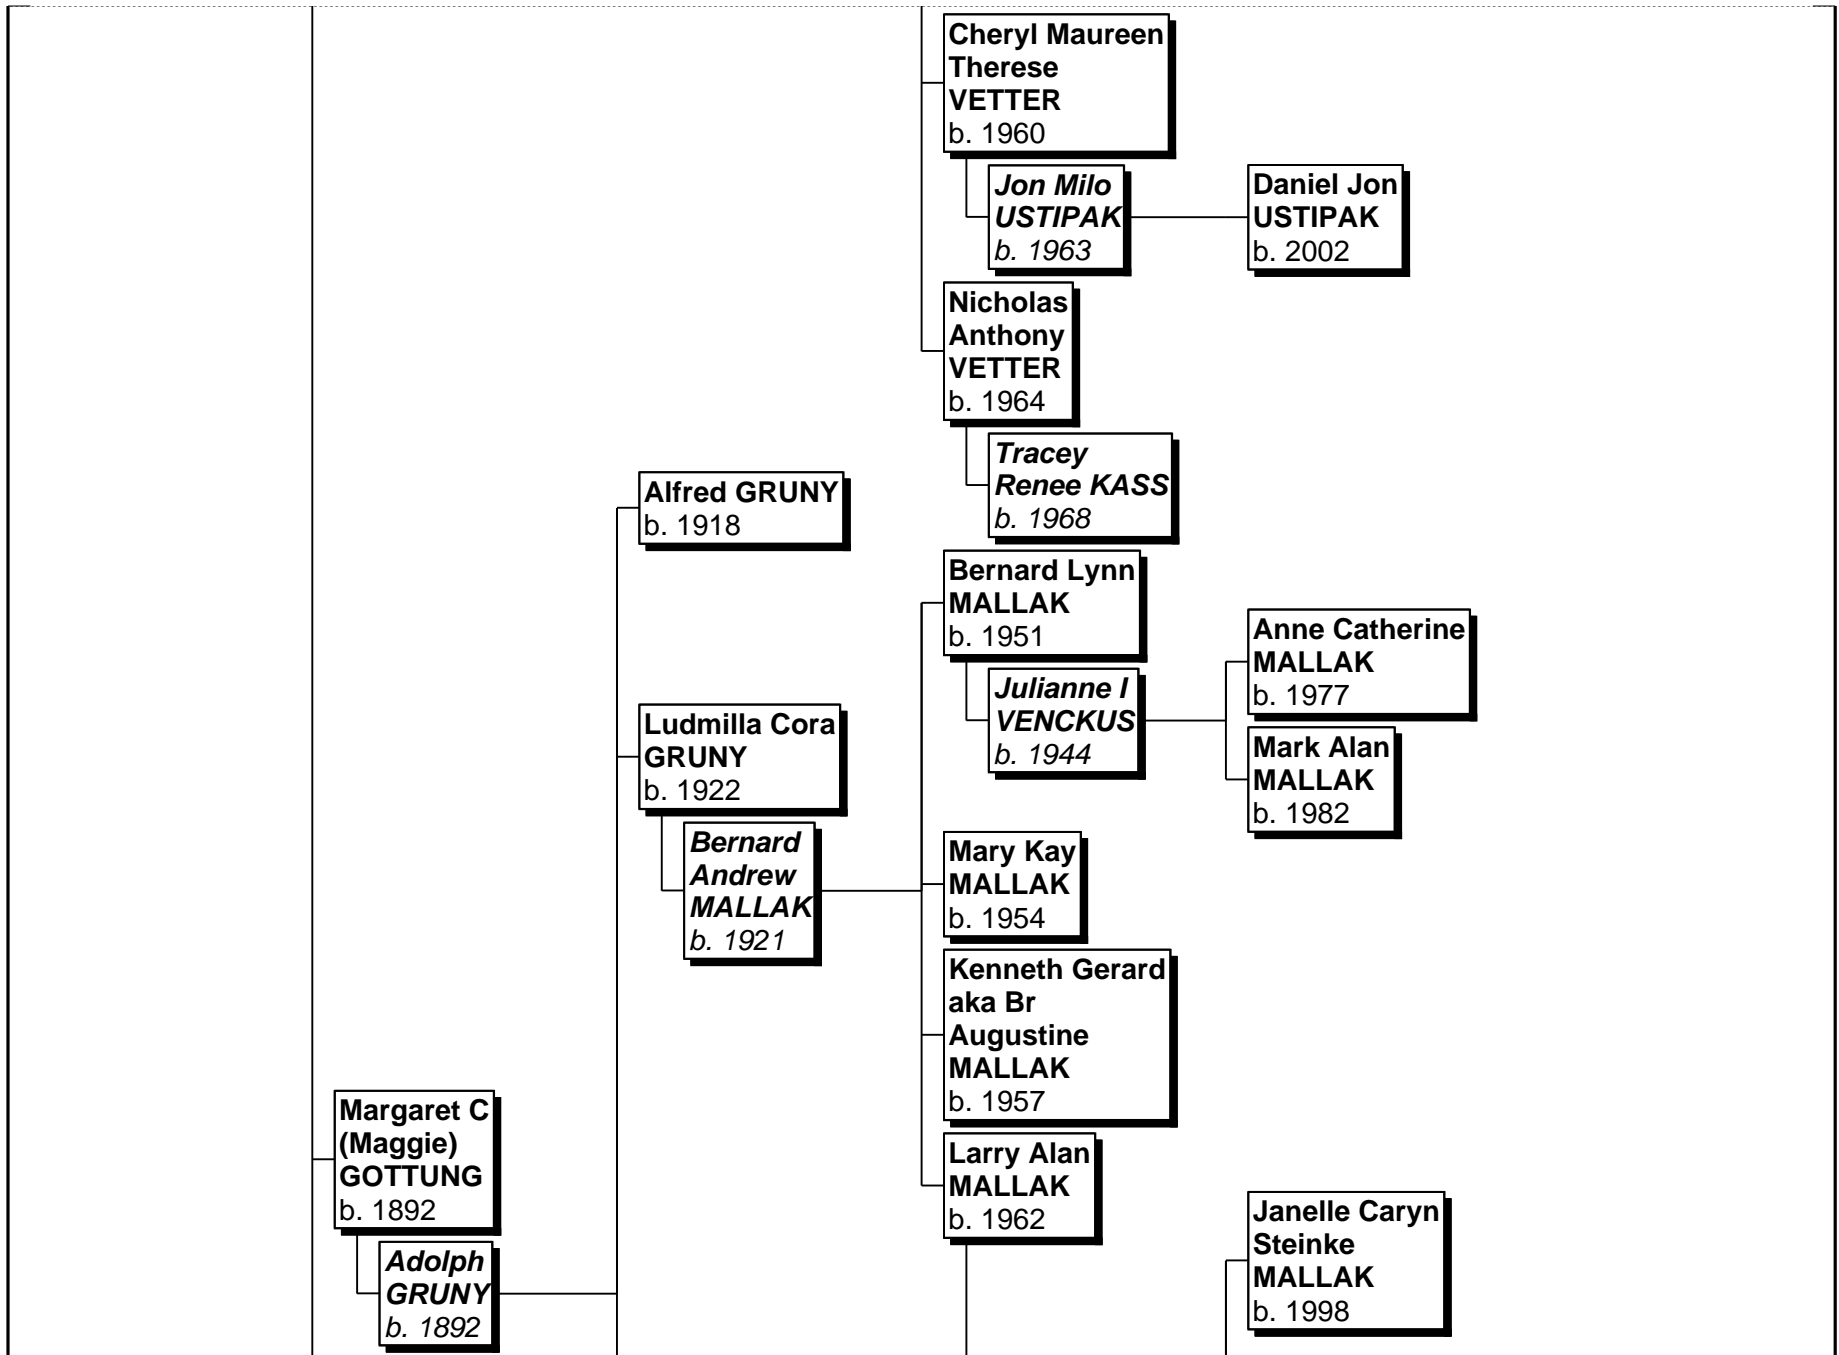 Cheryl Maureen
Therese
VETTER
b. 1960
Jon Milo
USTIPAK
b. 1963
Daniel Jon
USTIPAK
b. 2002
Nicholas
Anthony
VETTER
b. 1964
Tracey
Renee KASS
b. 1968
Alfred GRUNY
b. 1918
Bernard Lynn
MALLAK
b. 1951
Anne Catherine
MALLAK
b. 1977
Julianne I
VENCKUS
b. 1944
Ludmilla Cora
GRUNY
b. 1922
Mark Alan
MALLAK
b. 1982
Bernard
Andrew
MALLAK
b. 1921
Mary Kay
MALLAK
b. 1954
Kenneth Gerard
aka Br
Augustine
MALLAK
b. 1957
Margaret C
(Maggie)
GOTTUNG
b. 1892
Larry Alan
MALLAK
b. 1962
Janelle Caryn
Steinke
MALLAK
b. 1998
Adolph
GRUNY
b. 1892